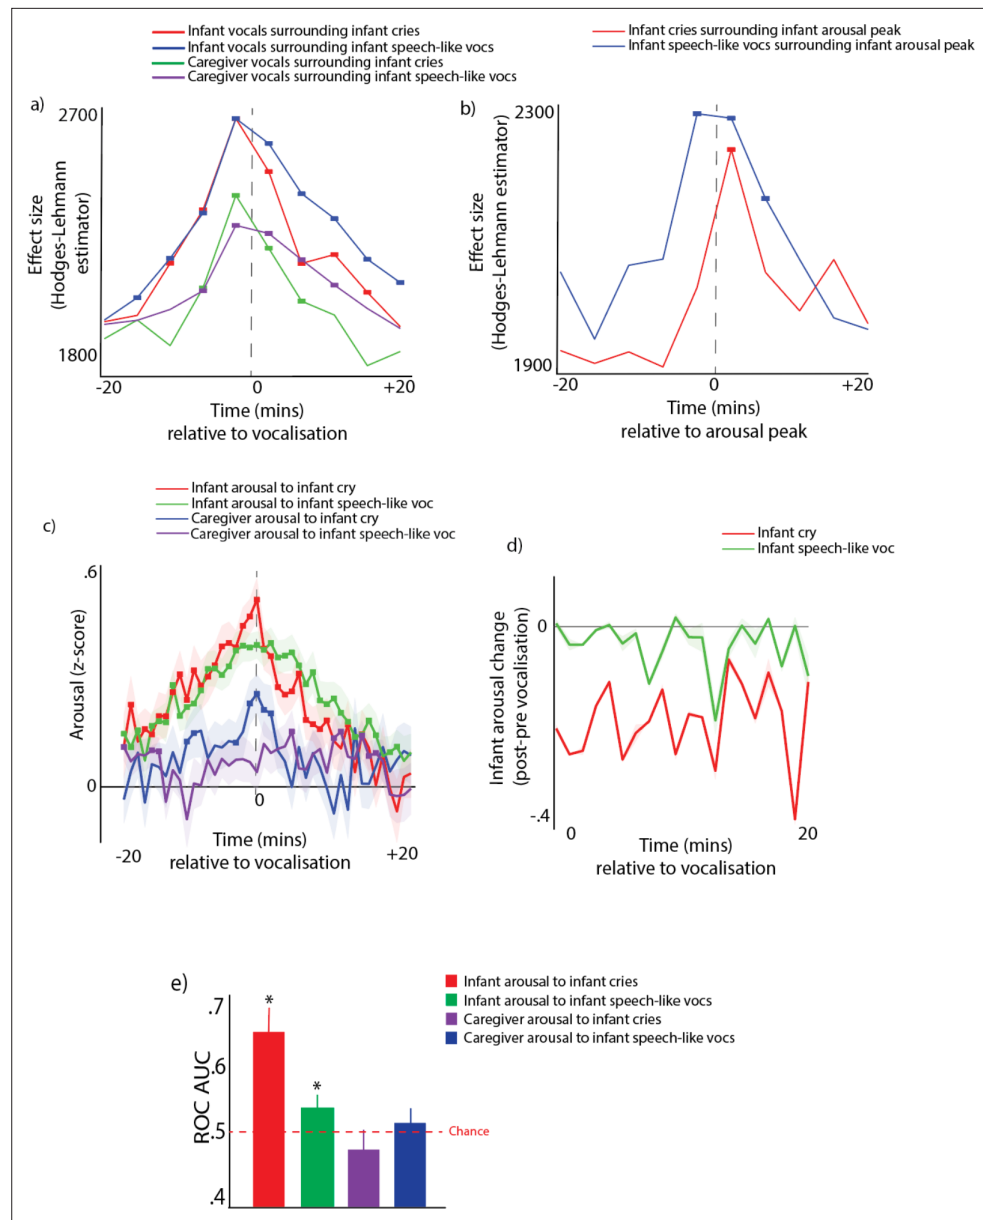 Infant vocals surrounding infant cries
Infant vocals surrounding infant speech-like vocs
Caregiver vocals surrounding infant cries
Caregiver vocals surrounding infant speech-like vocs
a)
2700
Effect size
(Hodges-Lehmann
estimator)
1800
-20
0
+20
Time (mins)
relative to vocalisation
Infant cries surrounding infant arousal peak
Infant speech-like vocs surrounding infant arousal peak
b)
2300
Effect size
(Hodges-Lehmann estimator)
1900
-20
0
+20
Time (mins)
relative to arousal peak
Infant arousal to infant cry
Infant arousal to infant speech-like voc
Caregiver arousal to infant cry
Caregiver arousal to infant speech-like voc
c)
.6
Arousal (z-score)
0
0
-20
+20
Time (mins)
relative to vocalisation
Infant cry
Infant speech-like voc
d)
0
Infant arousal change
(post-pre vocalisation)
-.4
0
20
Time (mins)
relative to vocalisation
e)
Infant arousal to infant cries
Infant arousal to infant speech-like vocs
Caregiver arousal to infant cries
Caregiver arousal to infant speech-like vocs
.7
.6
.5
.4
ROC AUC
*
*
Chance